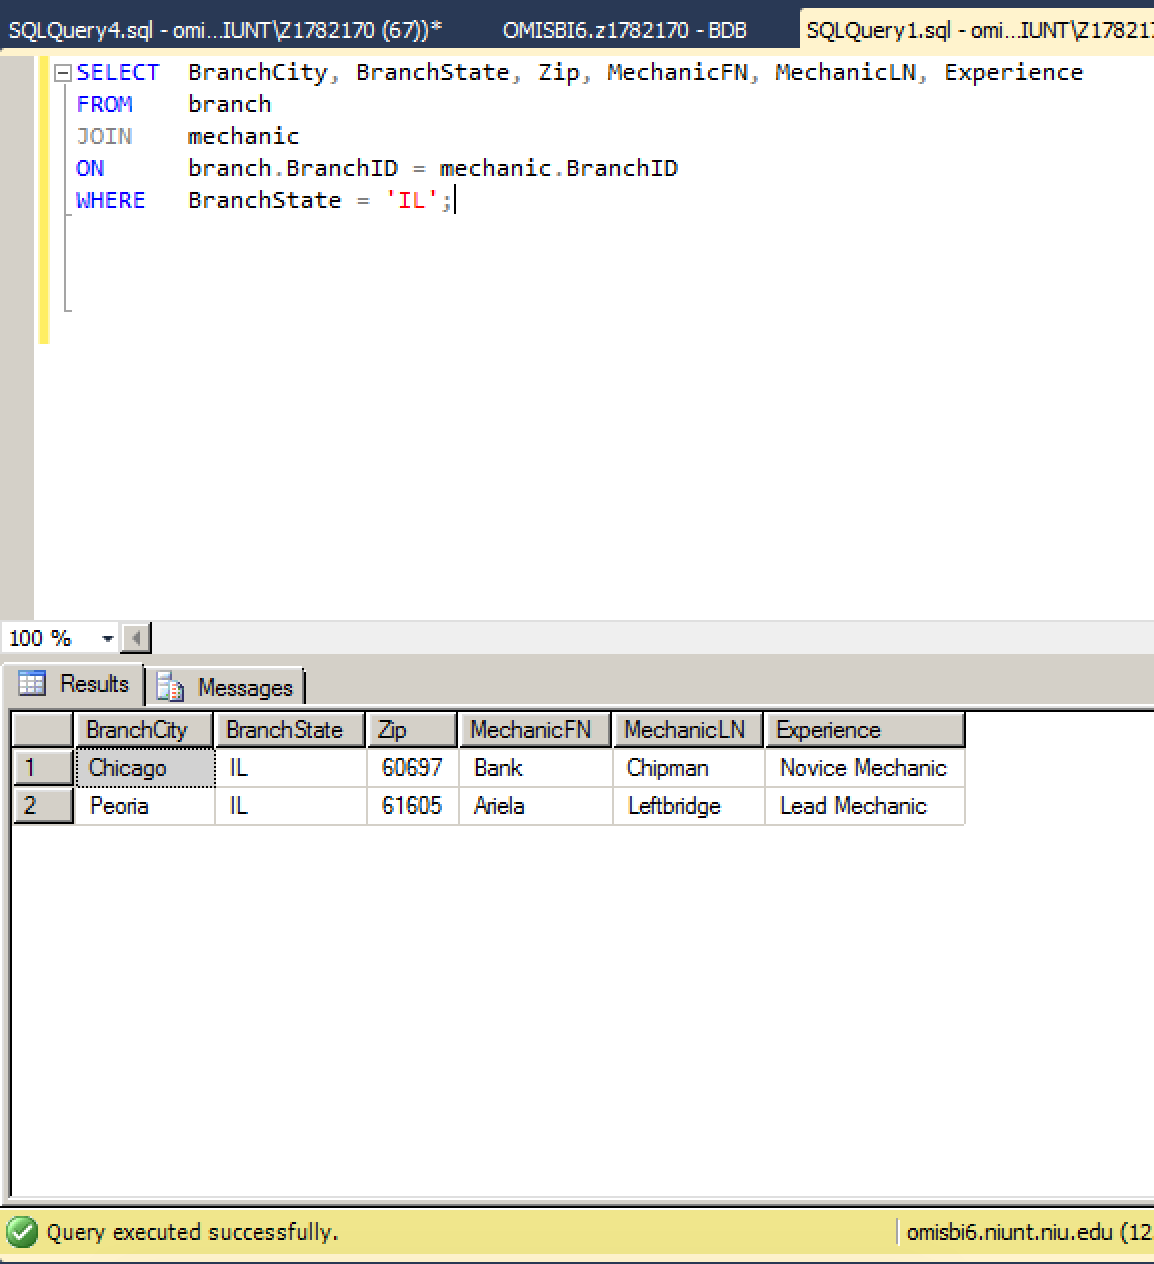 SQLQuery4.sql - omi...IUNT\Z1782170 (67))* OMISBI6.z1782170 - BDB SQLQuery1.sql - omi...IUNT\Z178217
SELECT BranchCity, BranchState, Zip, MechanicFN, MechanicLN, Experience
FROM branch
JOIN mechanic
ON branch.BranchID = mechanic.BranchID
WHERE BranchState = 'IL';
100 %
Results Messages
BranchCity BranchState Zip MechanicFN MechanicLN Experience
1 Chicago IL 60697 Bank Chipman Novice Mechanic
2 Peoria IL 61605 Ariela Leftbridge Lead Mechanic
Query executed successfully. omisbi6.niunt.niu.edu (12